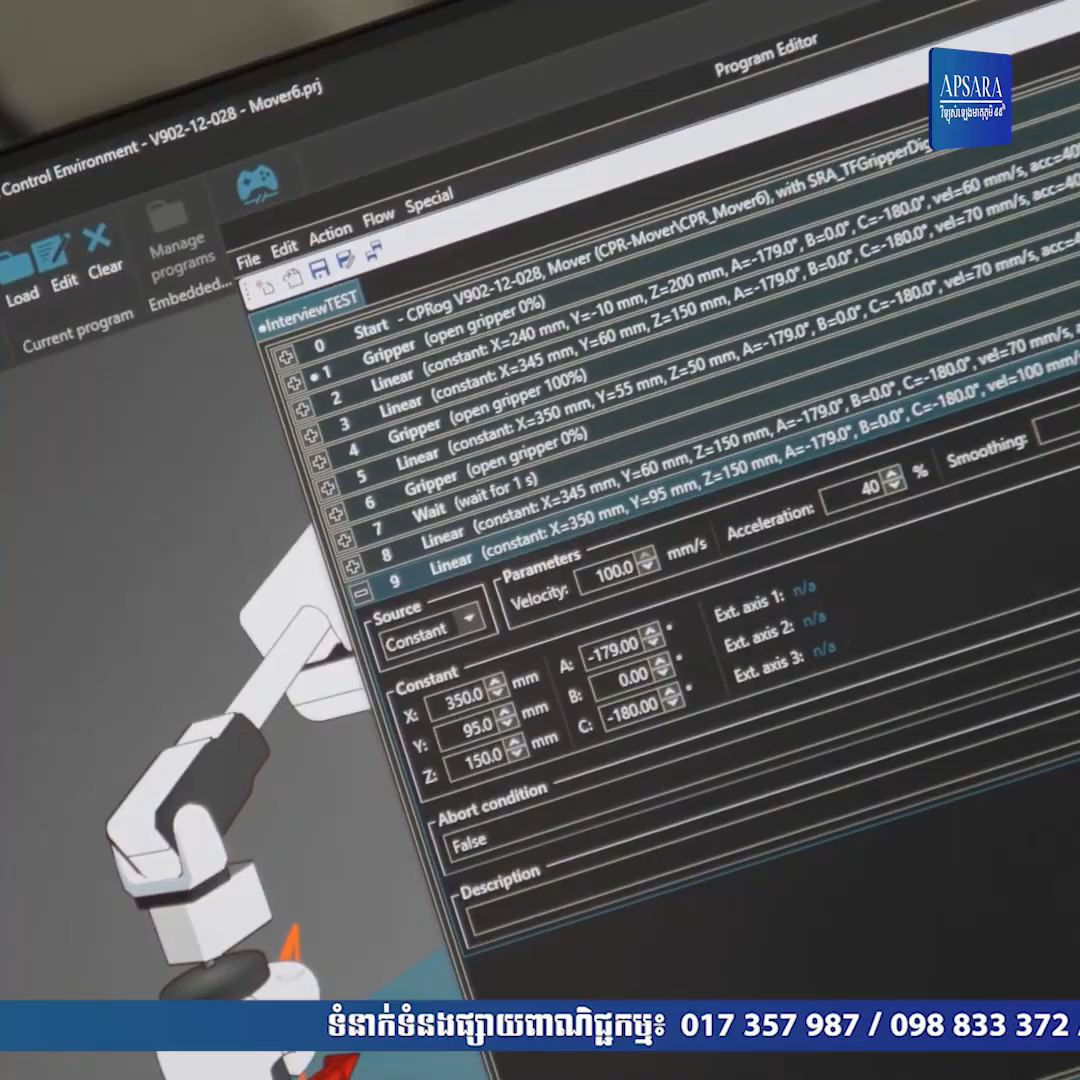 Control Environment - V902-12-028 - Mover6.prj
Program Editor
APSARA
Load
Edit
Clear
Current program
Manage
programs
Embedded...
File Edit Action Flow Special
InterviewTEST
0 Start - CPRog V902-12-028, Mover (CPR-Mover\CPR_Mover6), with SRA_TFGripperDig
1 Gripper (open gripper 0%)
2 Linear (constant: X=240 mm, Y=-10 mm, Z=200 mm, A=-179.0°, B=0.0°, C=-180.0°, vel=60 mm/s, acc=40
3 Linear (constant: X=345 mm, Y=60 mm, Z=150 mm, A=-179.0°, B=0.0°, C=-180.0°, vel=70 mm/s, acc=40
4 Gripper (open gripper 100%)
5 Linear (constant: X=350 mm, Y=55 mm, Z=50 mm, A=-179.0°, B=0.0°, C=-180.0°, vel=70 mm/s, acc=4
6 Gripper (open gripper 0%)
7 Wait (wait for 1 s)
8 Linear (constant: X=345 mm, Y=60 mm, Z=150 mm, A=-179.0°, B=0.0°, C=-180.0°, vel=70 mm/s,
9 Linear (constant: X=350 mm, Y=95 mm, Z=150 mm, A=-179.0°, B=0.0°, C=-180.0°, vel=100 mm/
Source
Constant
Parameters
Velocity: 100.0 mm/s Acceleration: 40 % Smoothing:
Constant
X: 350.0 mm A: -179.00 ° Ext. axis 1: n/a
Y: 95.0 mm B: 0.00 ° Ext. axis 2: n/a
Z: 150.0 mm C: -180.00 ° Ext. axis 3: n/a
Abort condition
False
Description
ទំនាក់ទំនងផ្សាយពាណិជ្ជកម្ម៖ 017 357 987 / 098 833 372 /